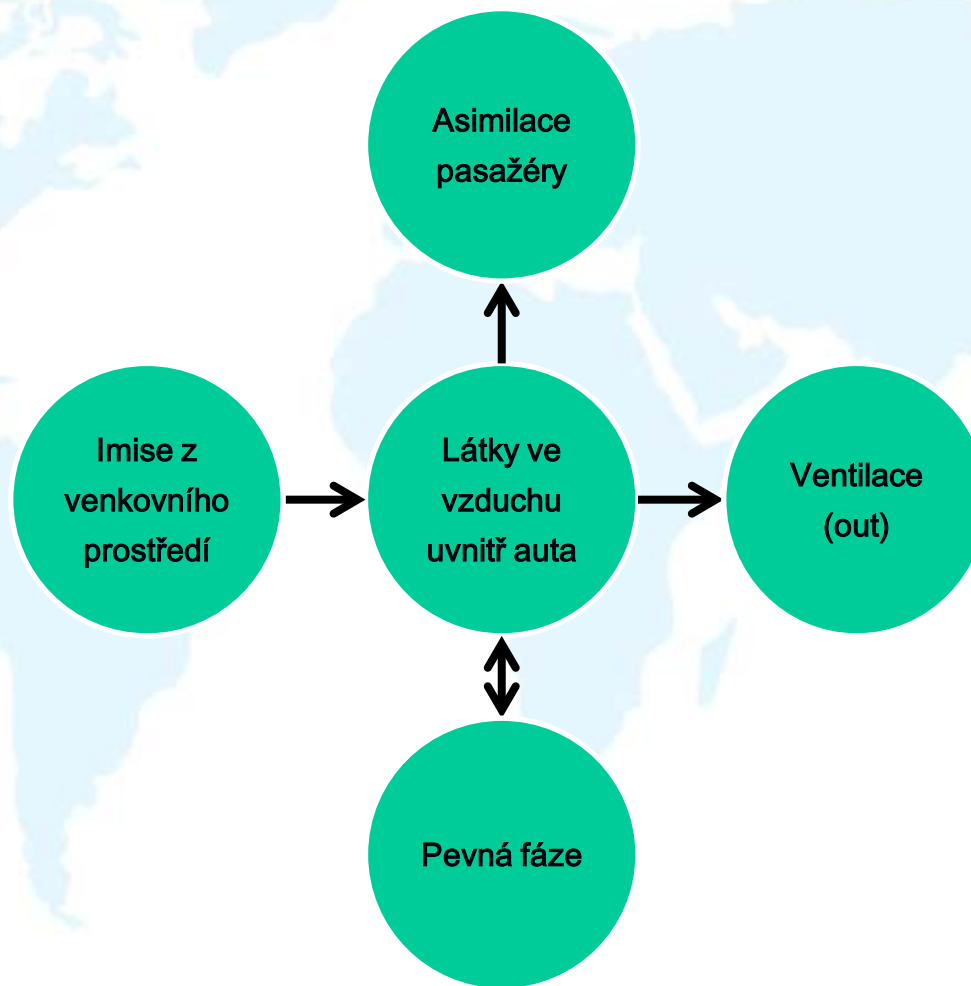 Asimilace
pasažéry
Imise z
venkovního
prostředí
Látky ve
vzduchu
uvnitř auta
Ventilace
(out)
Pevná fáze